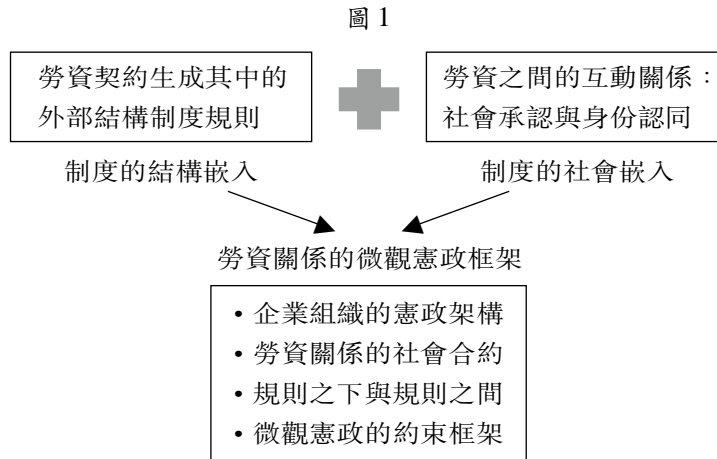 圖 1
勞資契約生成其中的
外部結構制度規則
勞資之間的互動關係：
社會承認與身份認同
制度的結構嵌入
制度的社會嵌入
勞資關係的微觀憲政框架
• 企業組織的憲政架構
• 勞資關係的社會合約
• 規則之下與規則之間
• 微觀憲政的約束框架